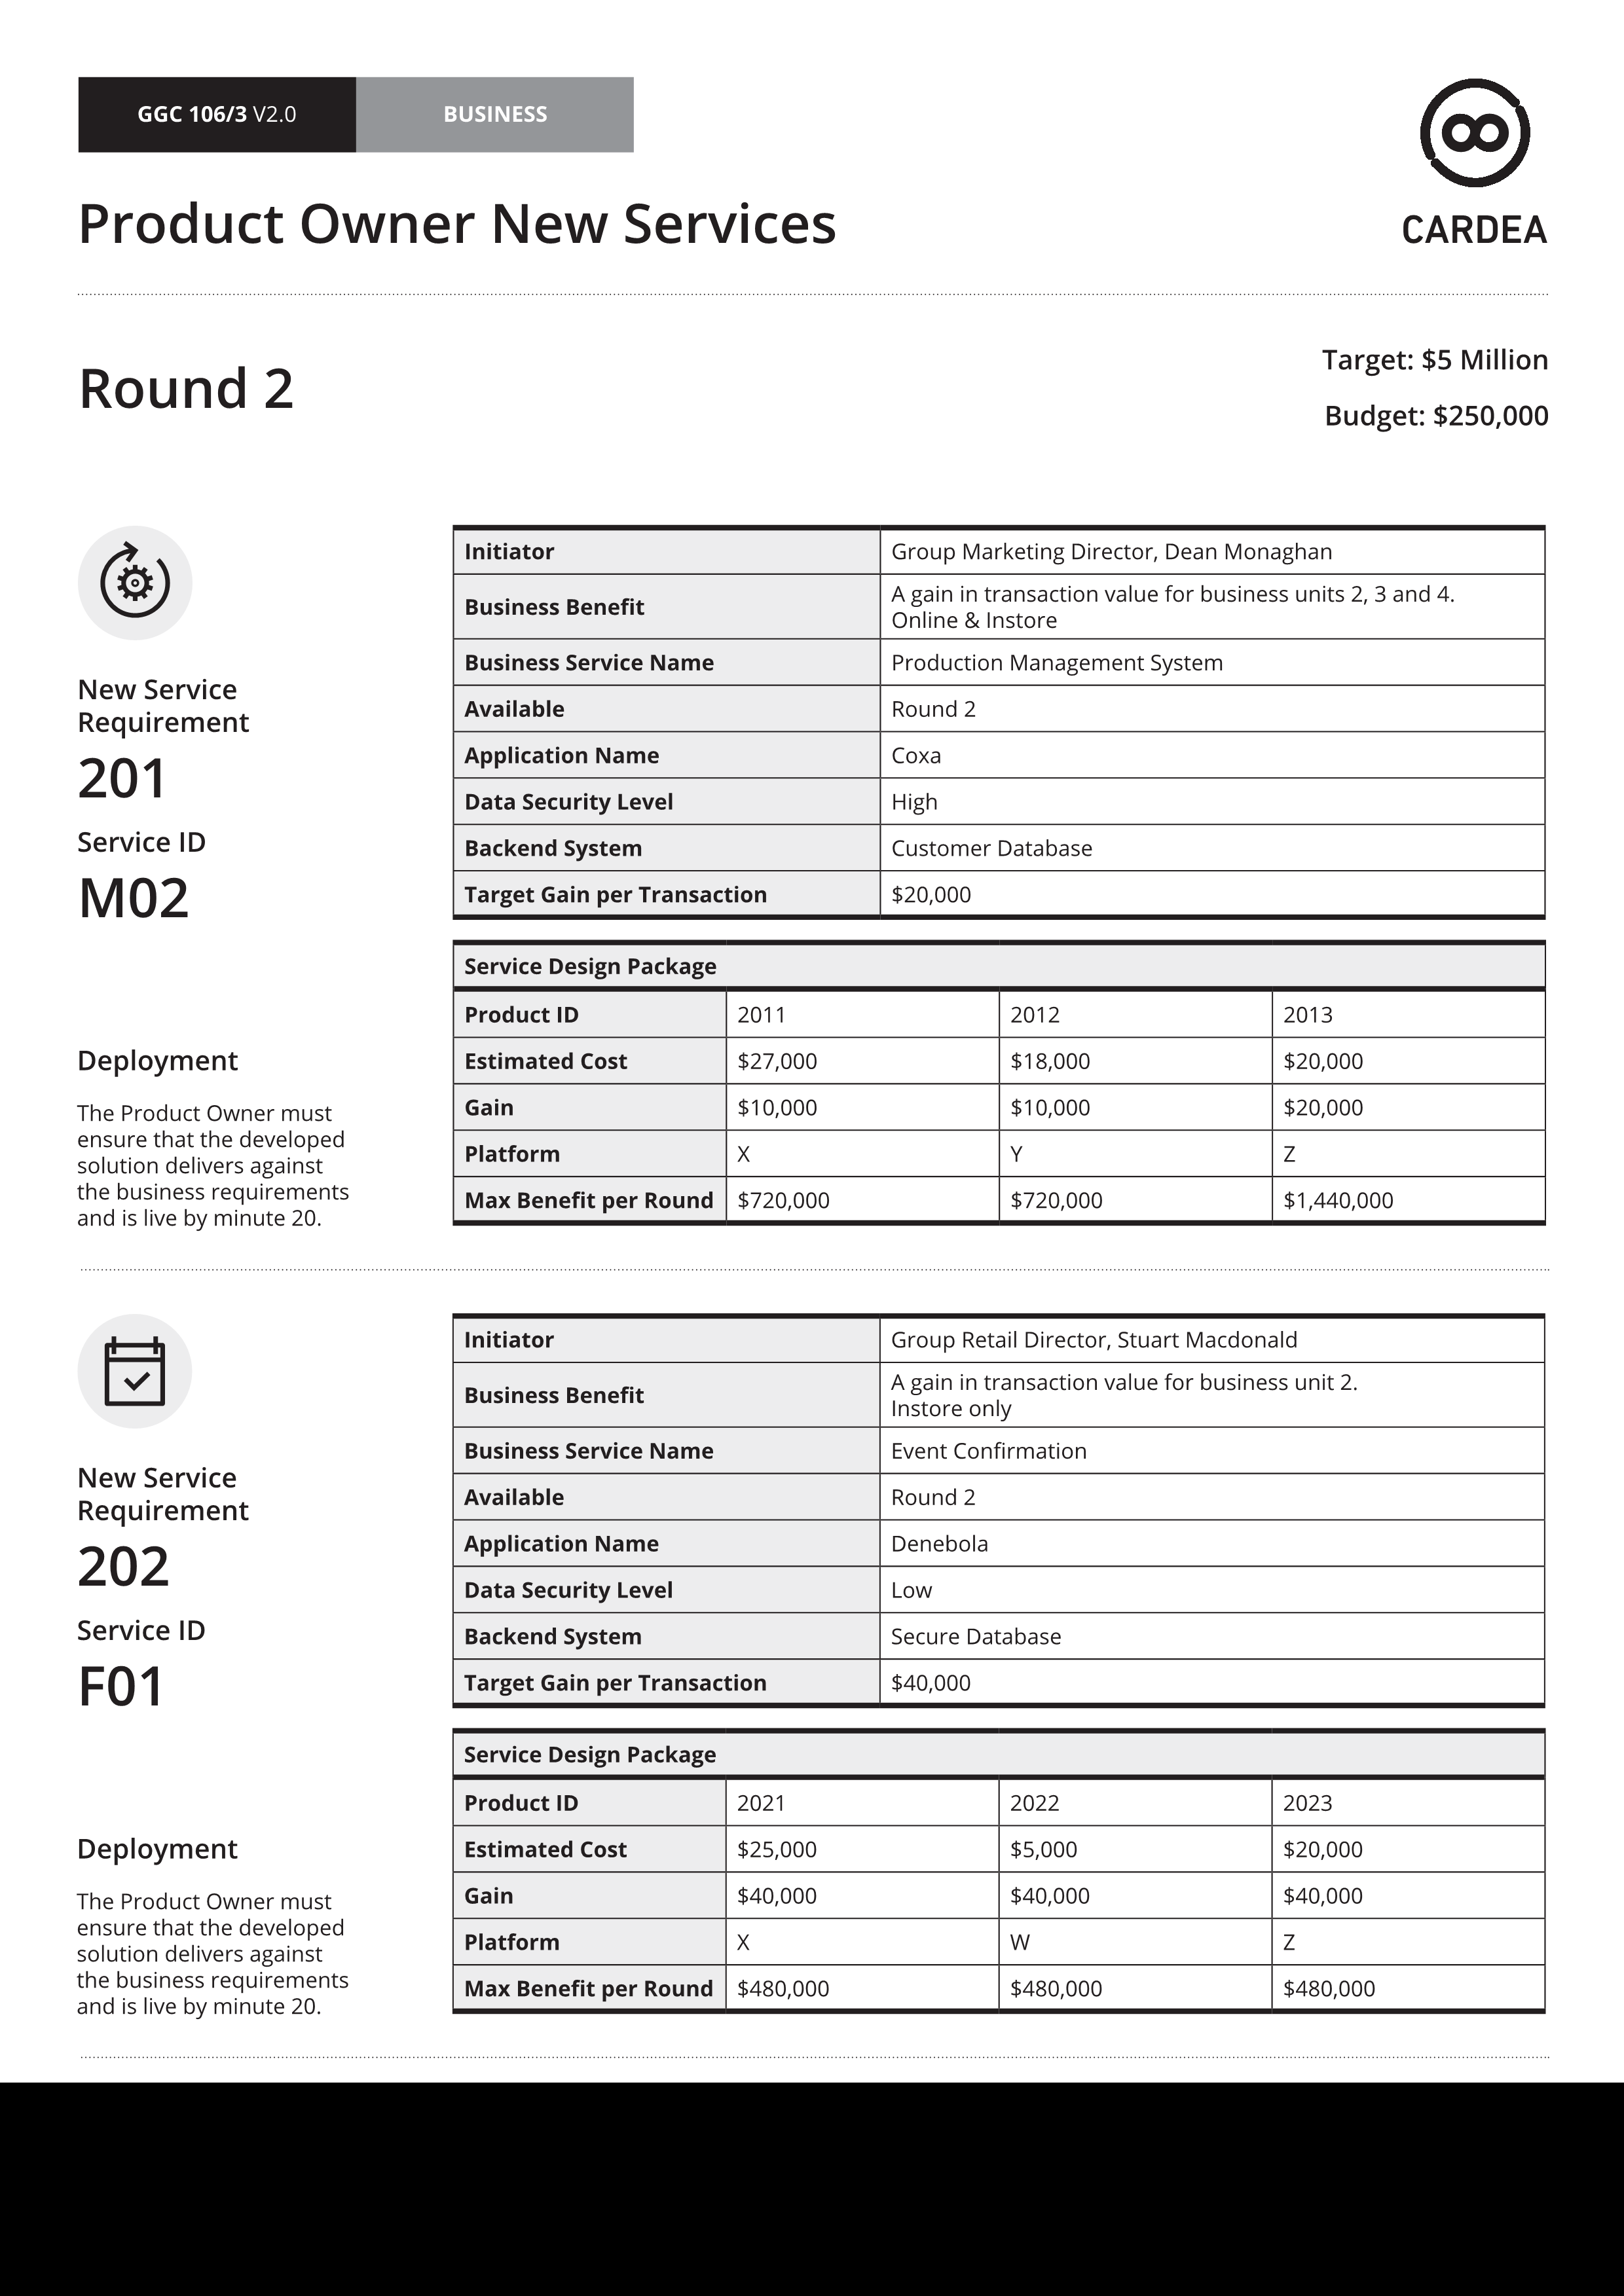 GGC 106/3 V2.0
BUSINESS
CARDEA
Product Owner New Services
Round 2
Target: $5 Million
Budget: $250,000
New Service
Requirement
201
Service ID
M02
Initiator Group Marketing Director, Dean Monaghan
Business Benefit A gain in transaction value for business units 2, 3 and 4.
Online & Instore
Business Service Name Production Management System
Available Round 2
Application Name Coxa
Data Security Level High
Backend System Customer Database
Target Gain per Transaction $20,000
Deployment
The Product Owner must
ensure that the developed
solution delivers against
the business requirements
and is live by minute 20.
Service Design Package
Product ID 2011 2012 2013
Estimated Cost $27,000 $18,000 $20,000
Gain $10,000 $10,000 $20,000
Platform X Y Z
Max Benefit per Round $720,000 $720,000 $1,440,000
New Service
Requirement
202
Service ID
F01
Initiator Group Retail Director, Stuart Macdonald
Business Benefit A gain in transaction value for business unit 2.
Instore only
Business Service Name Event Confirmation
Available Round 2
Application Name Denebola
Data Security Level Low
Backend System Secure Database
Target Gain per Transaction $40,000
Deployment
The Product Owner must
ensure that the developed
solution delivers against
the business requirements
and is live by minute 20.
Service Design Package
Product ID 2021 2022 2023
Estimated Cost $25,000 $5,000 $20,000
Gain $40,000 $40,000 $40,000
Platform X W Z
Max Benefit per Round $480,000 $480,000 $480,000